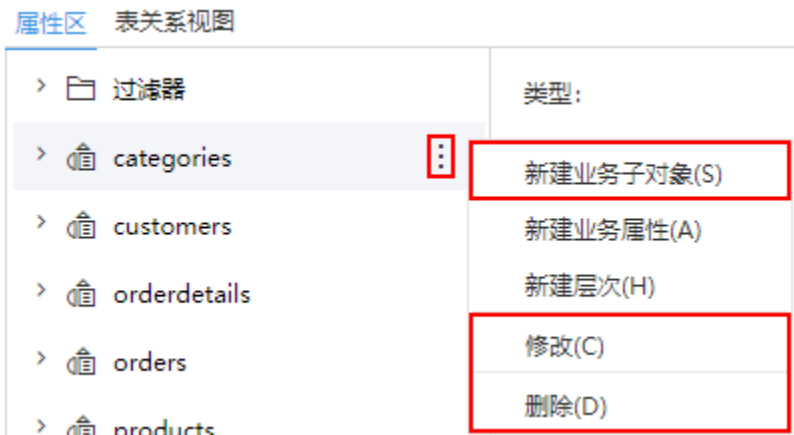 属性区 表关系视图
过滤器
类型：
categories
新建业务子对象(S)
customers
新建业务属性(A)
orderdetails
新建层次(H)
orders
修改(C)
products
删除(D)